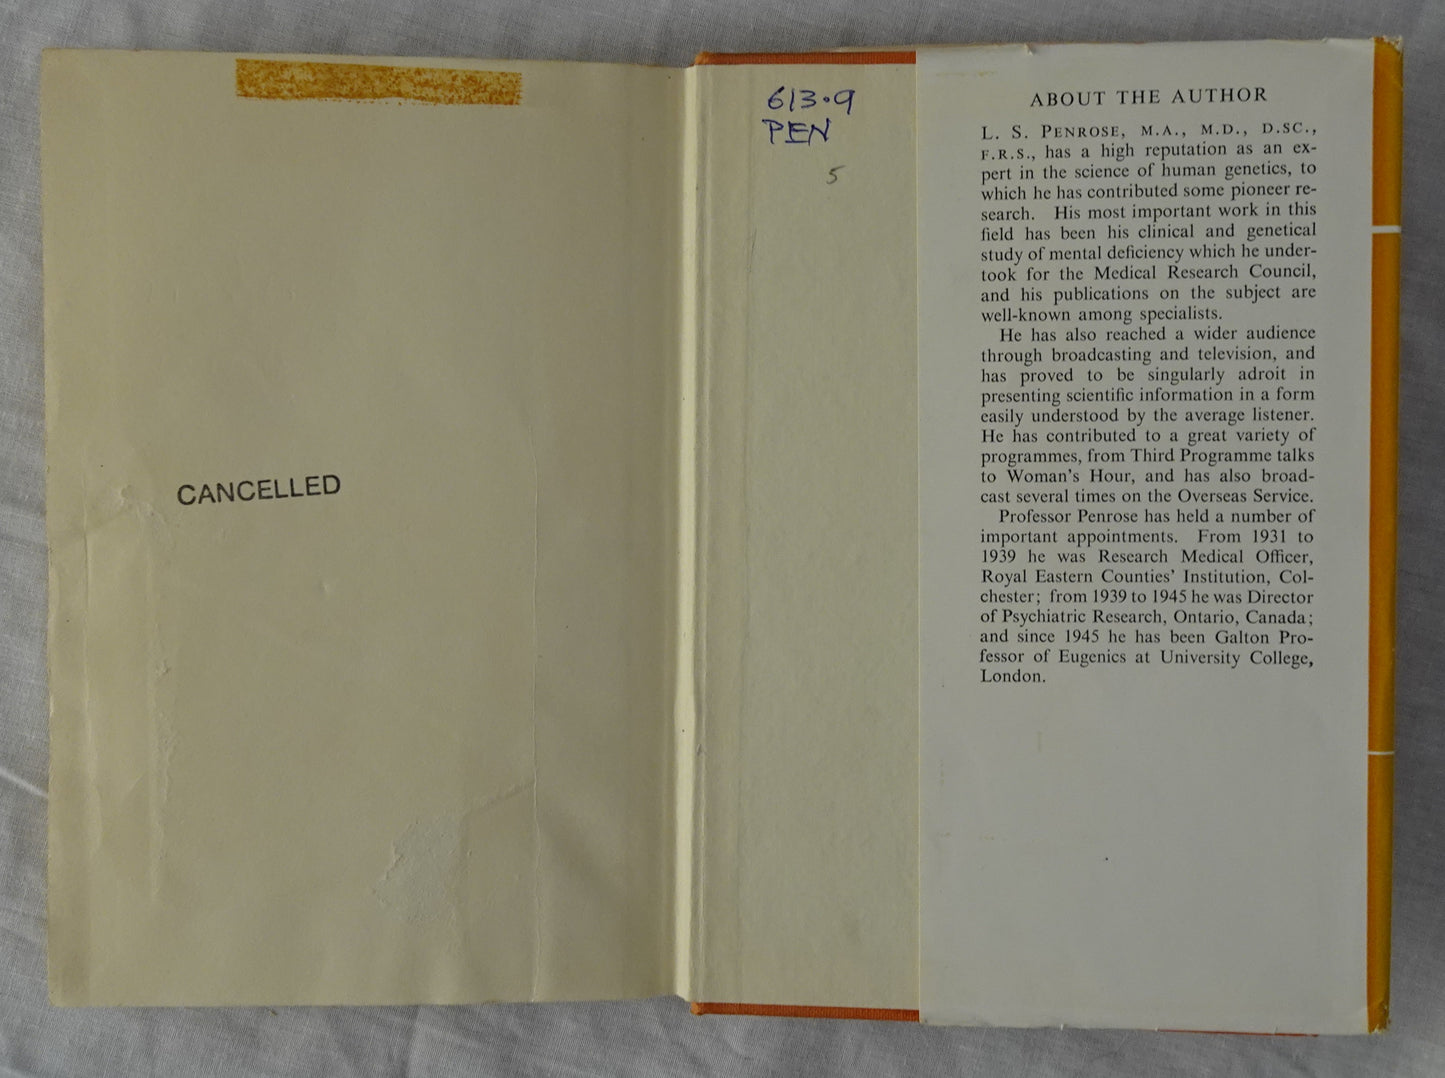 CANCELLED
613.9
PEN
5
ABOUT THE AUTHOR
L. S. PENROSE, M.A., M.D., D.SC.,
F.R.S., has a high reputation as an ex-
pert in the science of human genetics, to
which he has contributed some pioneer re-
search. His most important work in this
field has been his clinical and genetical
study of mental deficiency which he under-
took for the Medical Research Council,
and his publications on the subject are
well-known among specialists.
He has also reached a wider audience
through broadcasting and television, and
has proved to be singularly adroit in
presenting scientific information in a form
easily understood by the average listener.
He has contributed to a great variety of
programmes, from Third Programme talks
to Woman's Hour, and has also broad-
cast several times on the Overseas Service.
Professor Penrose has held a number of
important appointments. From 1931 to
1939 he was Research Medical Officer,
Royal Eastern Counties' Institution, Col-
chester; from 1939 to 1945 he was Director
of Psychiatric Research, Ontario, Canada;
and since 1945 he has been Galton Pro-
fessor of Eugenics at University College,
London.